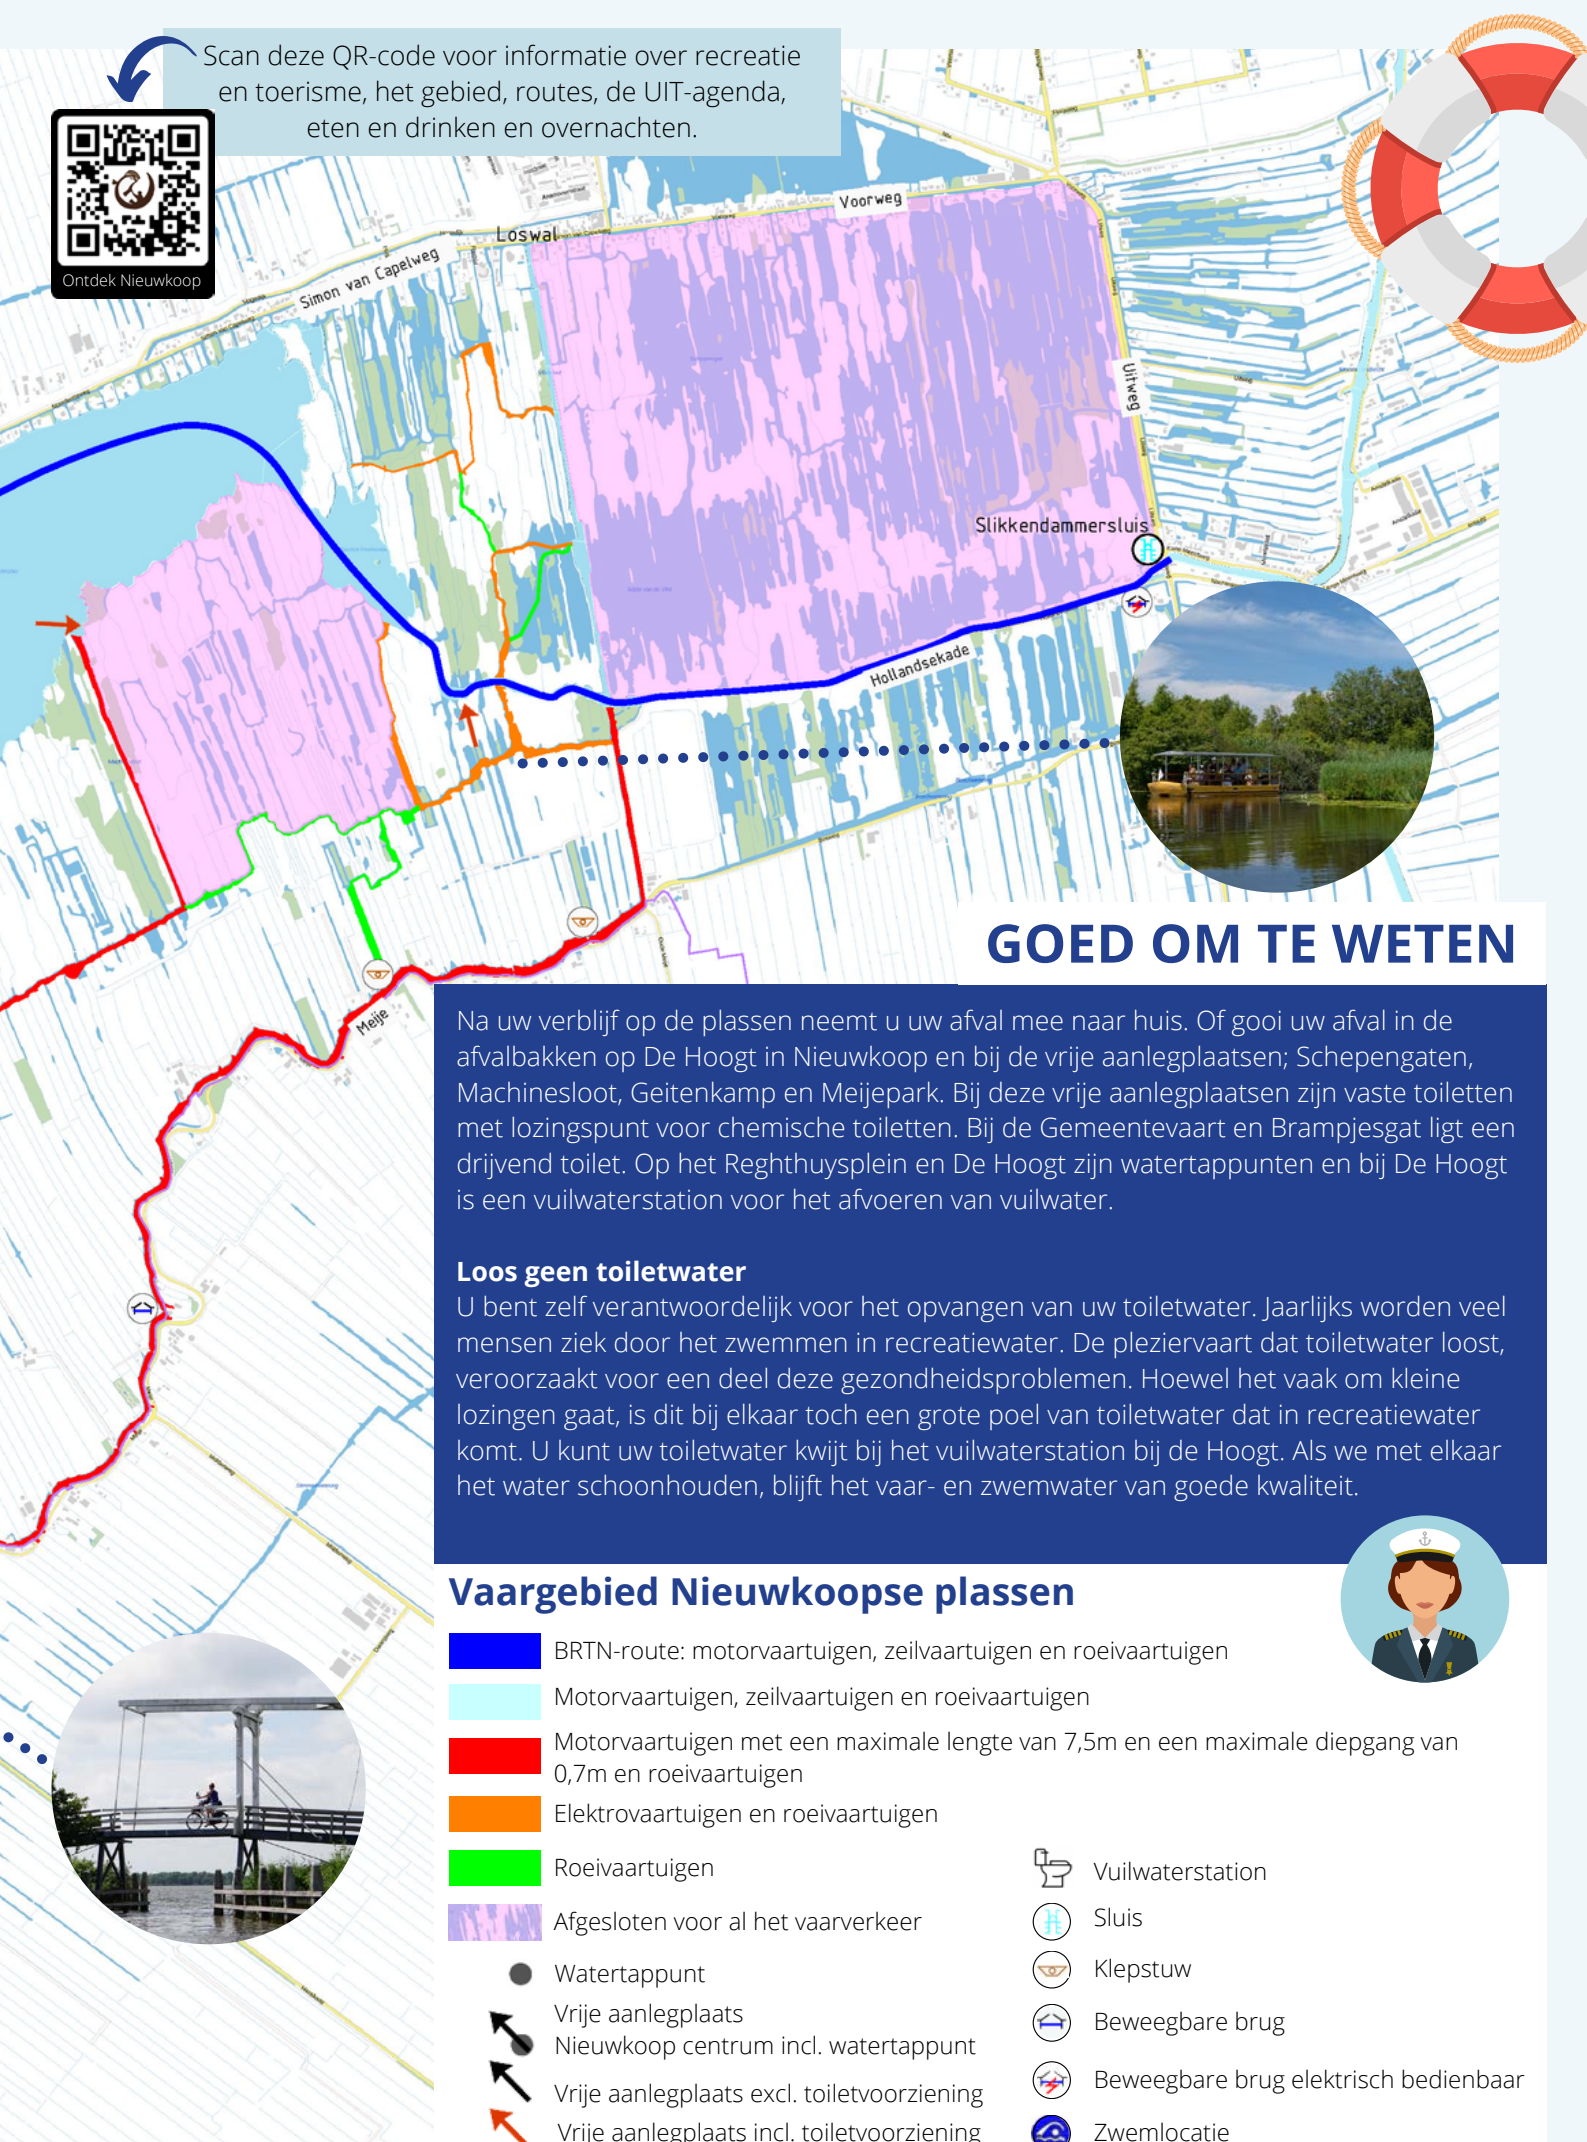 Scan deze QR-code voor informatie over recreatie
en toerisme, het gebied, routes, de UIT-agenda,
eten en drinken en overnachten.
Ontdek Nieuwkoop
Voorweg
Loswal
Simon van Capelweg
Uitweg
Slikkendammersluis
Hollandsekade
Meije
GOED OM TE WETEN
Na uw verblijf op de plassen neemt u uw afval mee naar huis. Of gooi uw afval in de
afvalbakken op De Hoogt in Nieuwkoop en bij de vrije aanlegplaatsen; Schepengaten,
Machinesloot, Geitenkamp en Meijepark. Bij deze vrije aanlegplaatsen zijn vaste toiletten
met lozingspunt voor chemische toiletten. Bij de Gemeentevaart en Brampjesgat ligt een
drijvend toilet. Op het Reghthuysplein en De Hoogt zijn watertappunten en bij De Hoogt
is een vuilwaterstation voor het afvoeren van vuilwater.
Loos geen toiletwater
U bent zelf verantwoordelijk voor het opvangen van uw toiletwater. Jaarlijks worden veel
mensen ziek door het zwemmen in recreatiewater. De pleziervaart dat toiletwater loost,
veroorzaakt voor een deel deze gezondheidsproblemen. Hoewel het vaak om kleine
lozingen gaat, is dit bij elkaar toch een grote poel van toiletwater dat in recreatiewater
komt. U kunt uw toiletwater kwijt bij het vuilwaterstation bij de Hoogt. Als we met elkaar
het water schoonhouden, blijft het vaar- en zwemwater van goede kwaliteit.
Vaargebied Nieuwkoopse plassen
BRTN-route: motorvaartuigen, zeilvaartuigen en roeivaartuigen
Motorvaartuigen, zeilvaartuigen en roeivaartuigen
Motorvaartuigen met een maximale lengte van 7,5m en een maximale diepgang van
0,7m en roeivaartuigen
Elektrovaartuigen en roeivaartuigen
Roeivaartuigen
Afgesloten voor al het vaarverkeer
Watertappunt
Vrije aanlegplaats
Nieuwkoop centrum incl. watertappunt
Vrije aanlegplaats excl. toiletvoorziening
Vrije aanlegplaats incl. toiletvoorziening
Vuilwaterstation
Sluis
Klepstuw
Beweegbare brug
Beweegbare brug elektrisch bedienbaar
Zwemlocatie